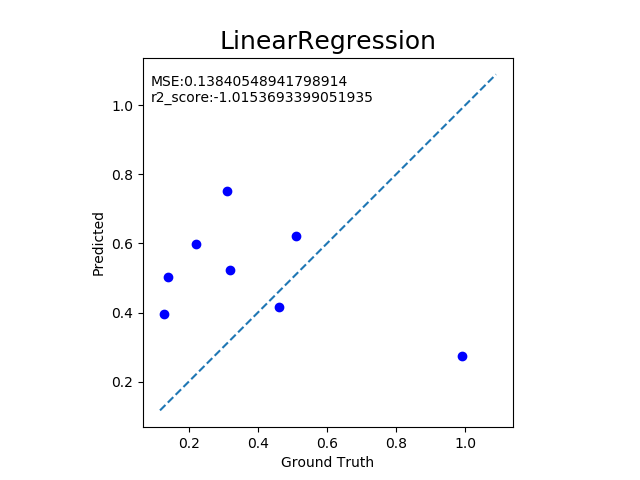 LinearRegression
MSE:0.13840548941798914
r2_score:-1.0153693399051935
1.0
0.8
0.6
0.4
0.2
Predicted
0.2 0.4 0.6 0.8 1.0
Ground Truth